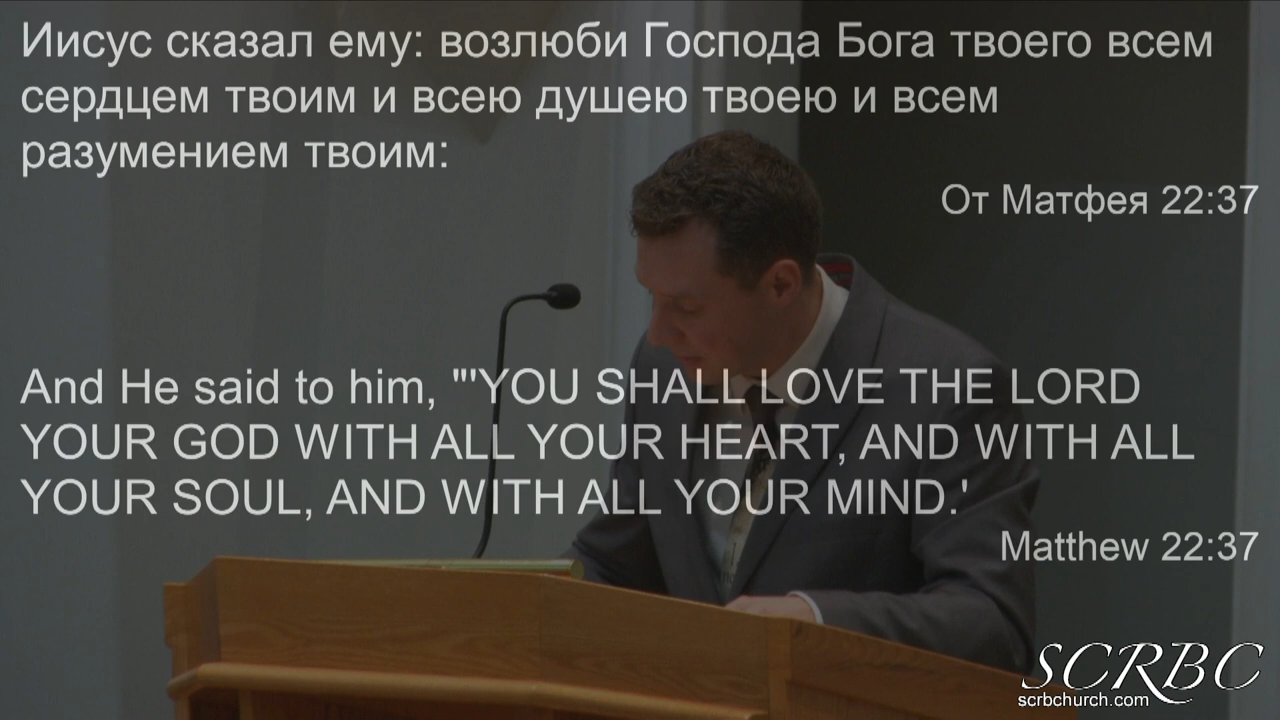 Иисус сказал ему: возлюби Господа Бога твоего всем
сердцем твоим и всею душею твоею и всем
разумением твоим:
От Матфея 22:37
And He said to him, "'YOU SHALL LOVE THE LORD
YOUR GOD WITH ALL YOUR HEART, AND WITH ALL
YOUR SOUL, AND WITH ALL YOUR MIND.'
Matthew 22:37
SCRBC
scrbchurch.com